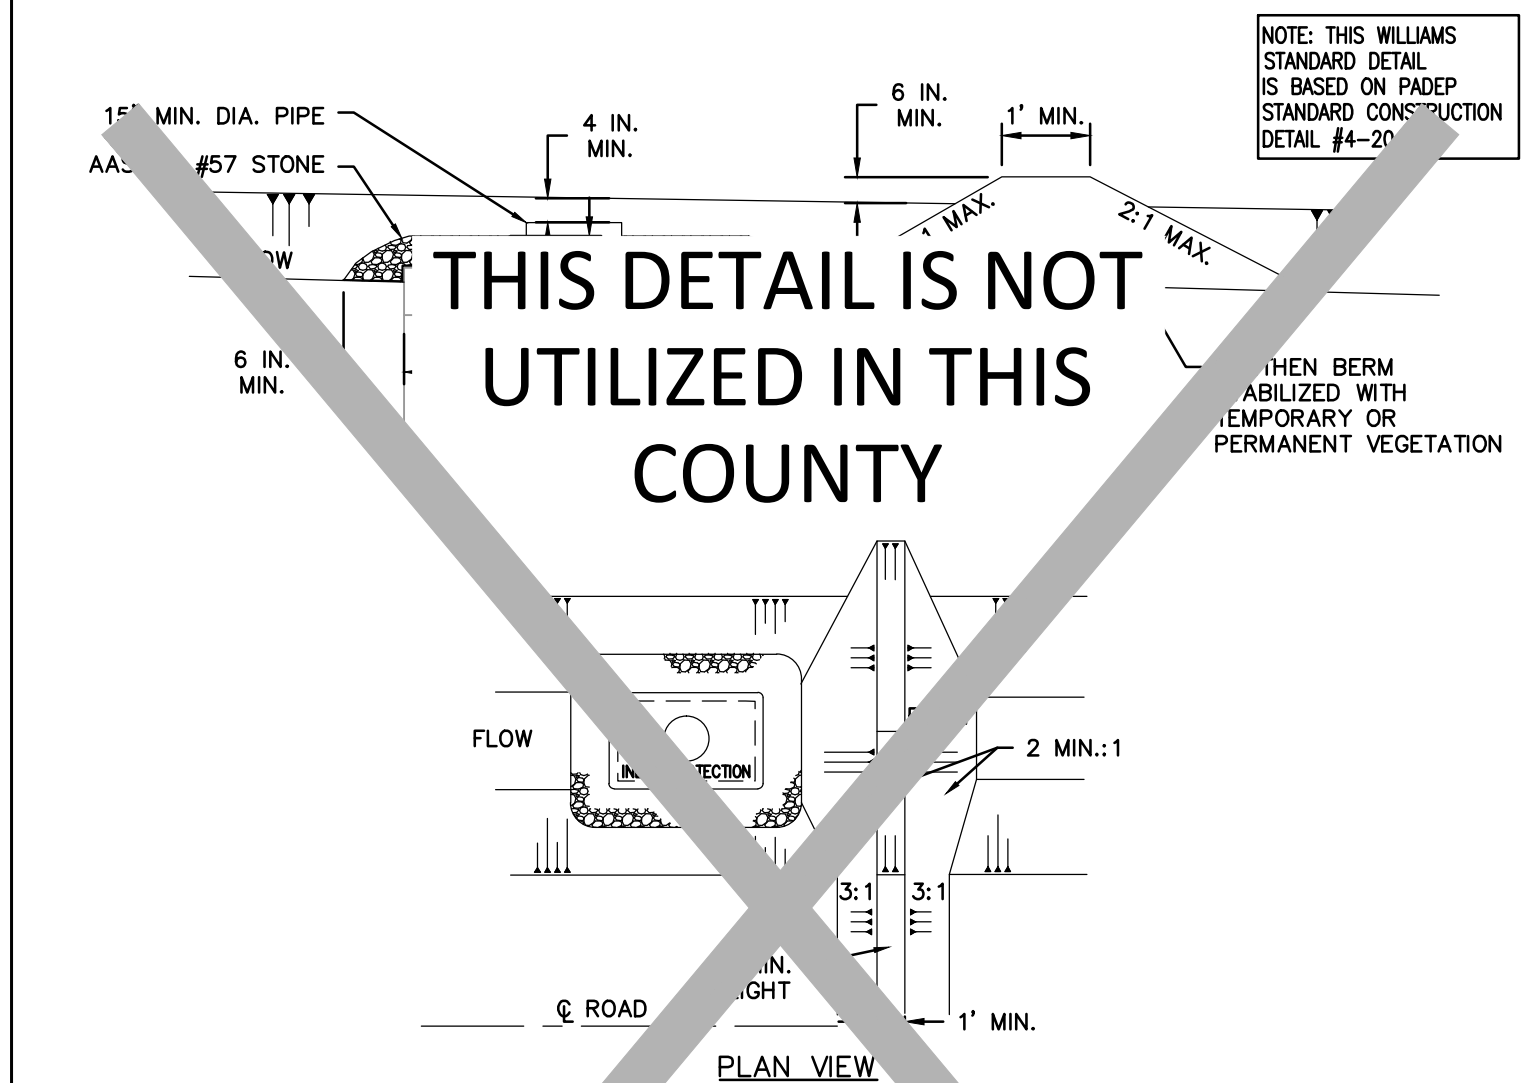 NOTE: THIS WILLIAMS
STANDARD DETAIL
IS BASED ON PADEP
STANDARD CONSTRUCTION
DETAIL #4-20
MIN. DIA. PIPE
#57 STONE
4 IN.
MIN.
6 IN.
MIN.
1' MIN.
MAX.
2:1 MAX.
6 IN.
MIN.
THIS DETAIL IS NOT
UTILIZED IN THIS
COUNTY
BERM
WITH
TEMPORARY OR
PERMANENT VEGETATION
FLOW
2 MIN.:1
3:1
3:1
℄ ROAD
1' MIN.
PLAN VIEW